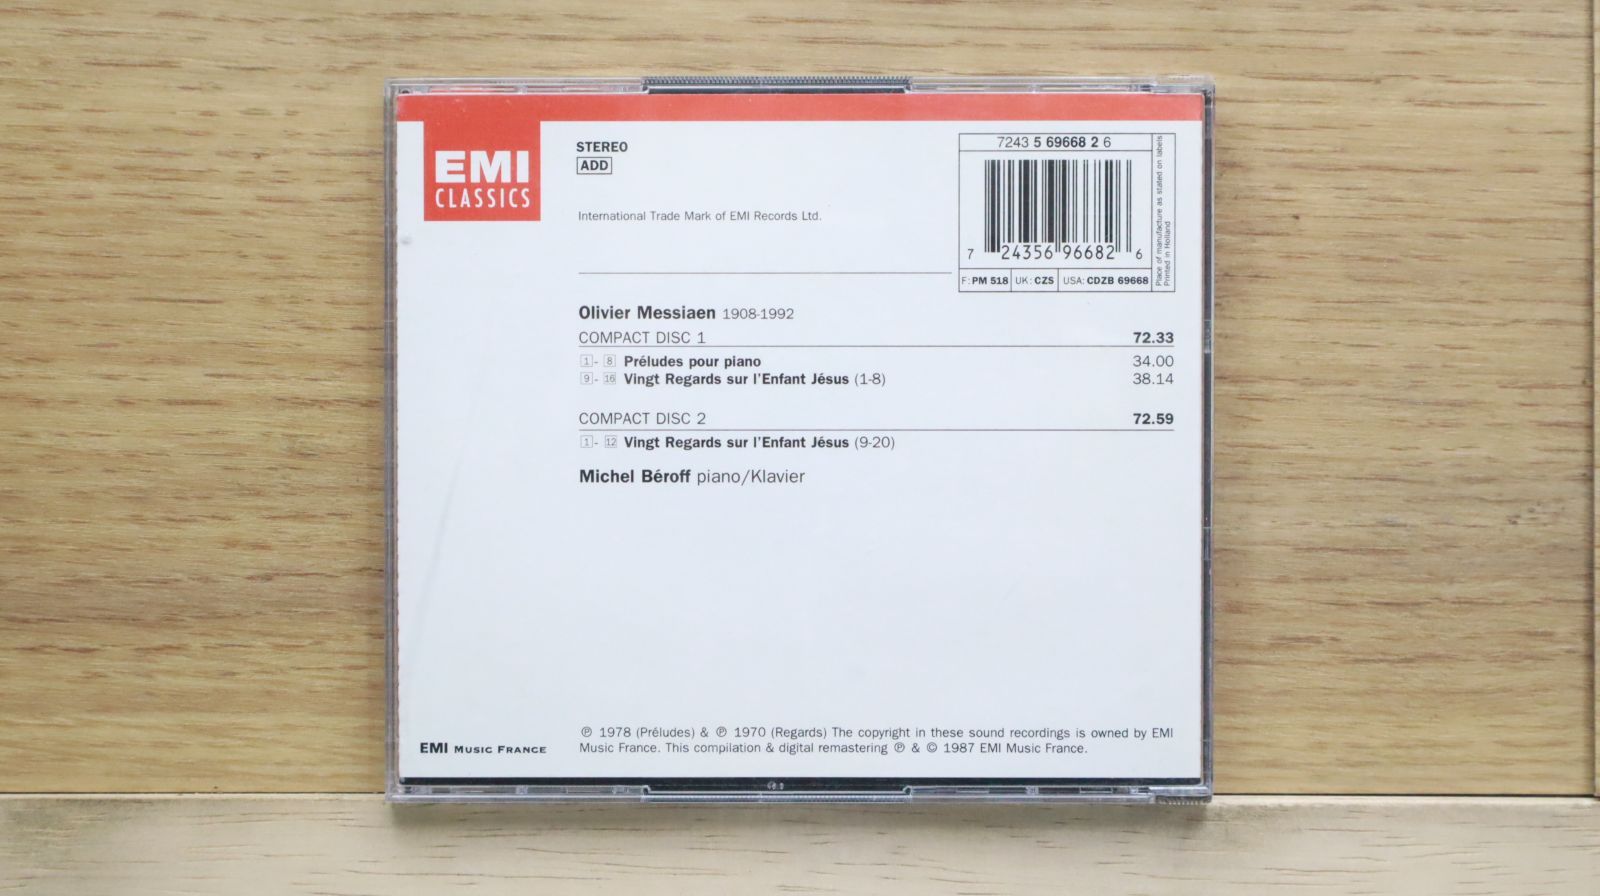 EMI
CLASSICS
STEREO
ADD
International Trade Mark of EMI Records Ltd.
7243 5 69668 2 6
7 24356 96682 6
F: PM 518 UK: CZS USA: CDZB 69668
Place of manufacture as stated on labels
Printed in Holland
Olivier Messiaen 1908-1992
COMPACT DISC 1 72.33
1 - 8 Préludes pour piano 34.00
9 - 16 Vingt Regards sur l'Enfant Jésus (1-8) 38.14
COMPACT DISC 2 72.59
1 - 12 Vingt Regards sur l'Enfant Jésus (9-20)
Michel Béroff piano/Klavier
℗ 1978 (Préludes) & ℗ 1970 (Regards) The copyright in these sound recordings is owned by EMI
Music France. This compilation & digital remastering ℗ & © 1987 EMI Music France.
EMI MUSIC FRANCE